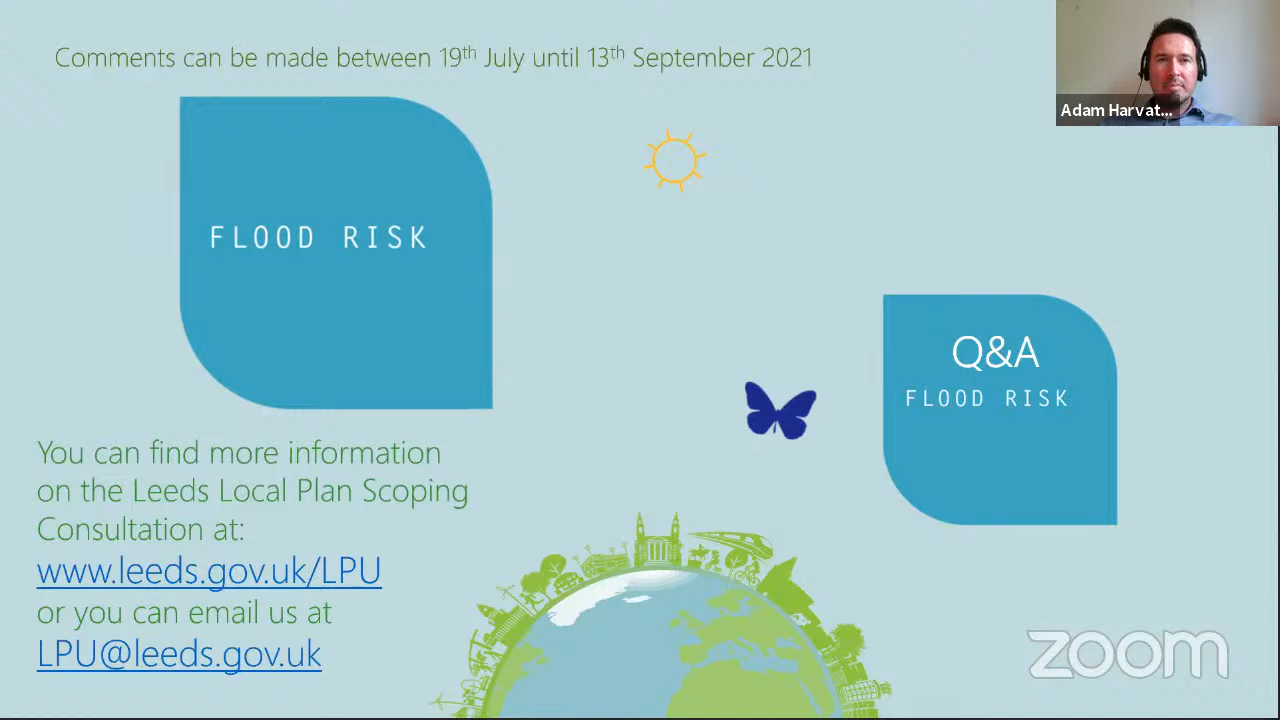 Comments can be made between 19th July until 13th September 2021
Adam Harvat...
FLOOD RISK
Q&A
FLOOD RISK
You can find more information
on the Leeds Local Plan Scoping
Consultation at:
www.leeds.gov.uk/LPU
or you can email us at
LPU@leeds.gov.uk
zoom